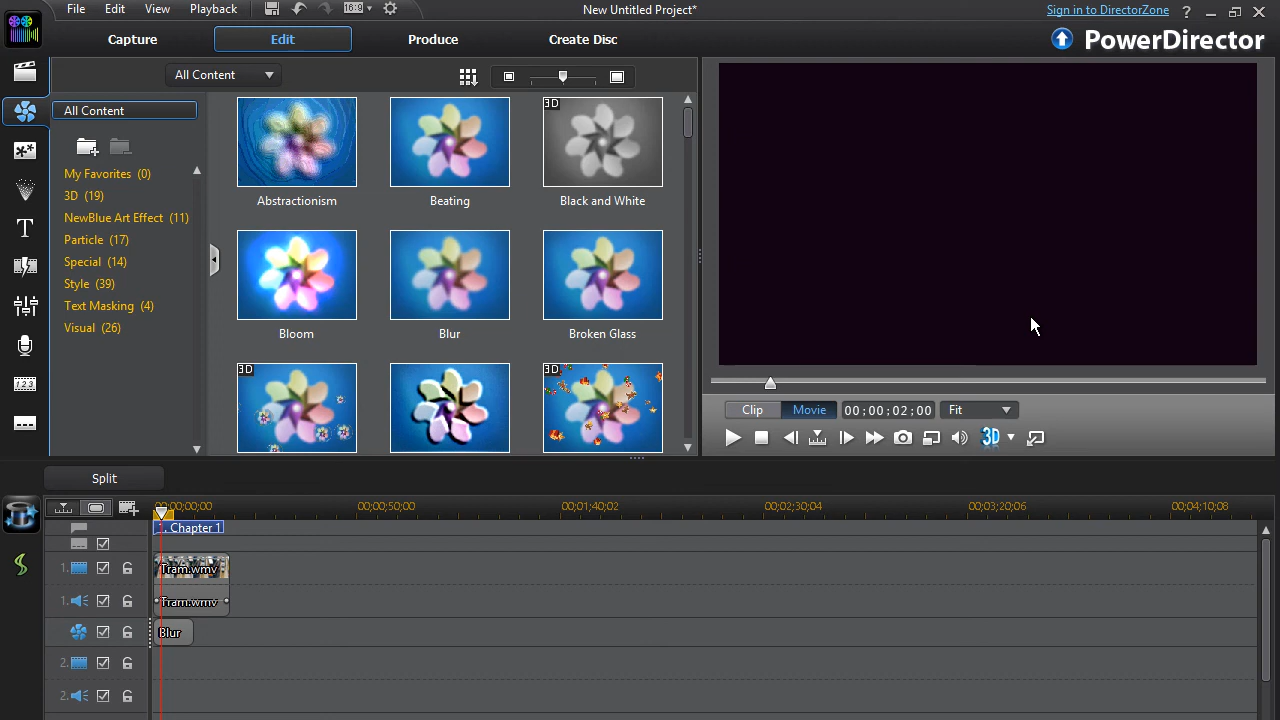 File Edit View Playback 16:9 New Untitled Project* Sign in to DirectorZone ?
Capture Edit Produce Create Disc PowerDirector
All Content
All Content
My Favorites (0)
3D (19)
NewBlue Art Effect (11)
Particle (17)
Special (14)
Style (39)
Text Masking (4)
Visual (26)
T
1,2,3
3D
Abstractionism Beating Black and White
Bloom Blur Broken Glass
3D 3D
Clip Movie 00;00;02;00 Fit
3D
Split
00;00;00;00 00;00;50;00 00;01;40;02 00;02;30;04 00;03;20;06 00;04;10;08
1. Chapter 1
1. Tram.wmv
1. Tram.wmv
Blur
2.
2.